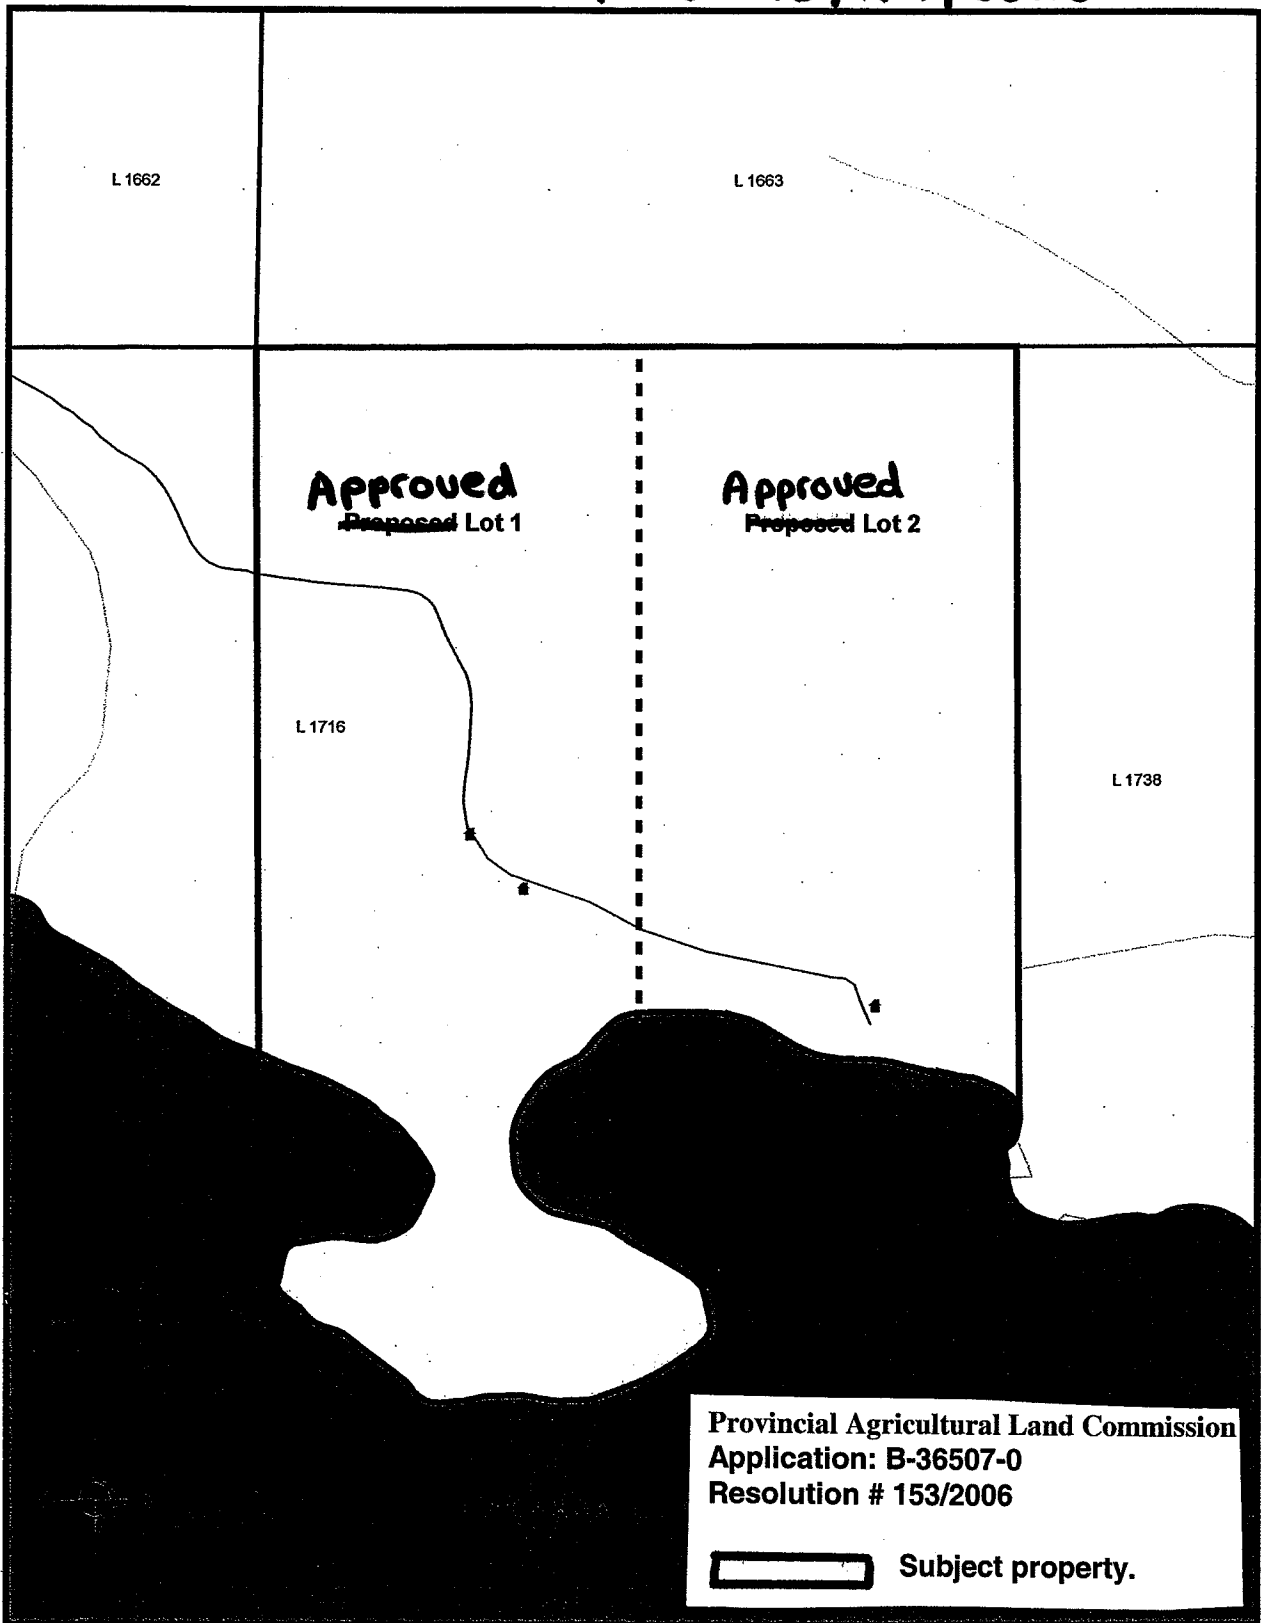 L 1662
L 1663
Approved
Proposed Lot 1
Approved
Proposed Lot 2
L 1716
L 1738
Provincial Agricultural Land Commission
Application: B-36507-0
Resolution # 153/2006
Subject property.